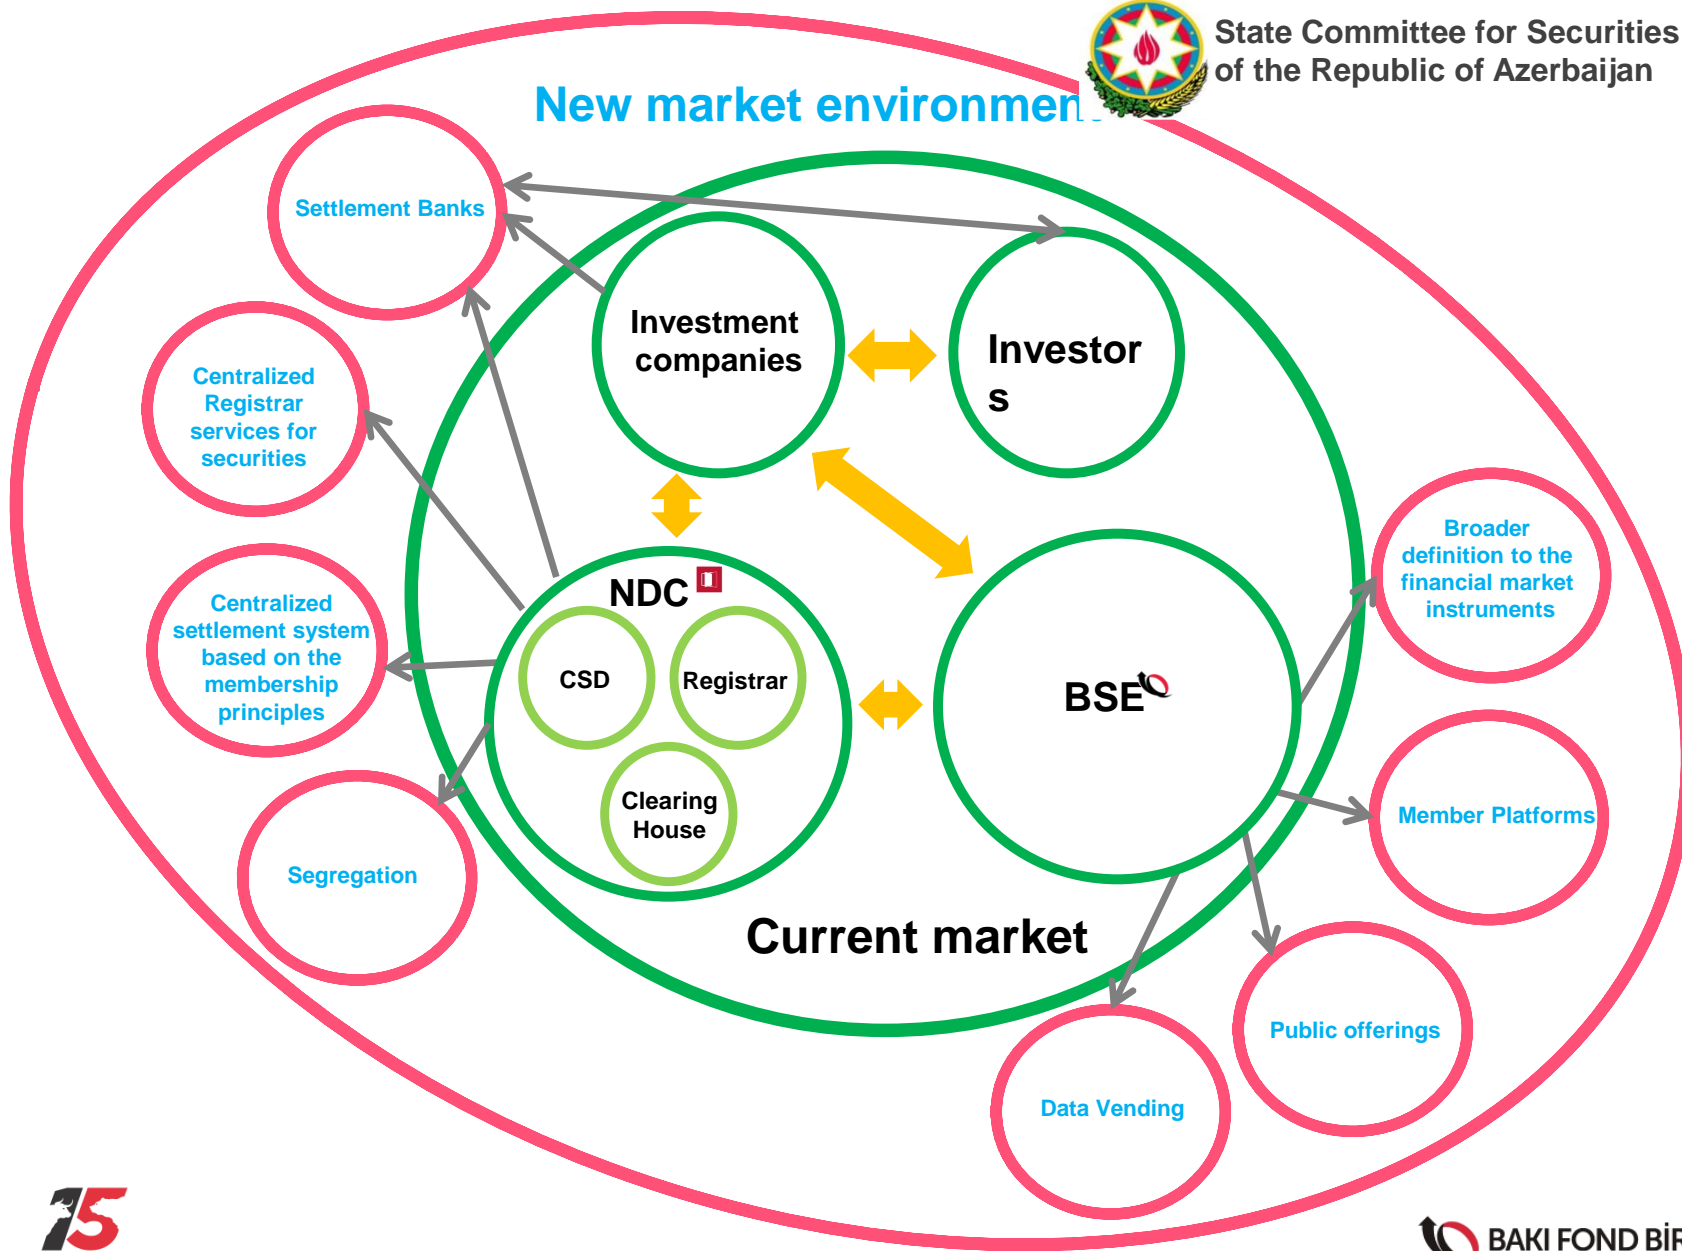 State Committee for Securities
of the Republic of Azerbaijan
New market environment
Settlement Banks
Investment
companies
Investor
s
Centralized
Registrar
services for
securities
Broader
definition to the
financial market
instruments
NDC
Centralized
settlement system
based on the
membership
principles
CSD
Registrar
BSE
Clearing
House
Member Platforms
Segregation
Current market
Public offerings
Data Vending
15
BAKI FOND BİR